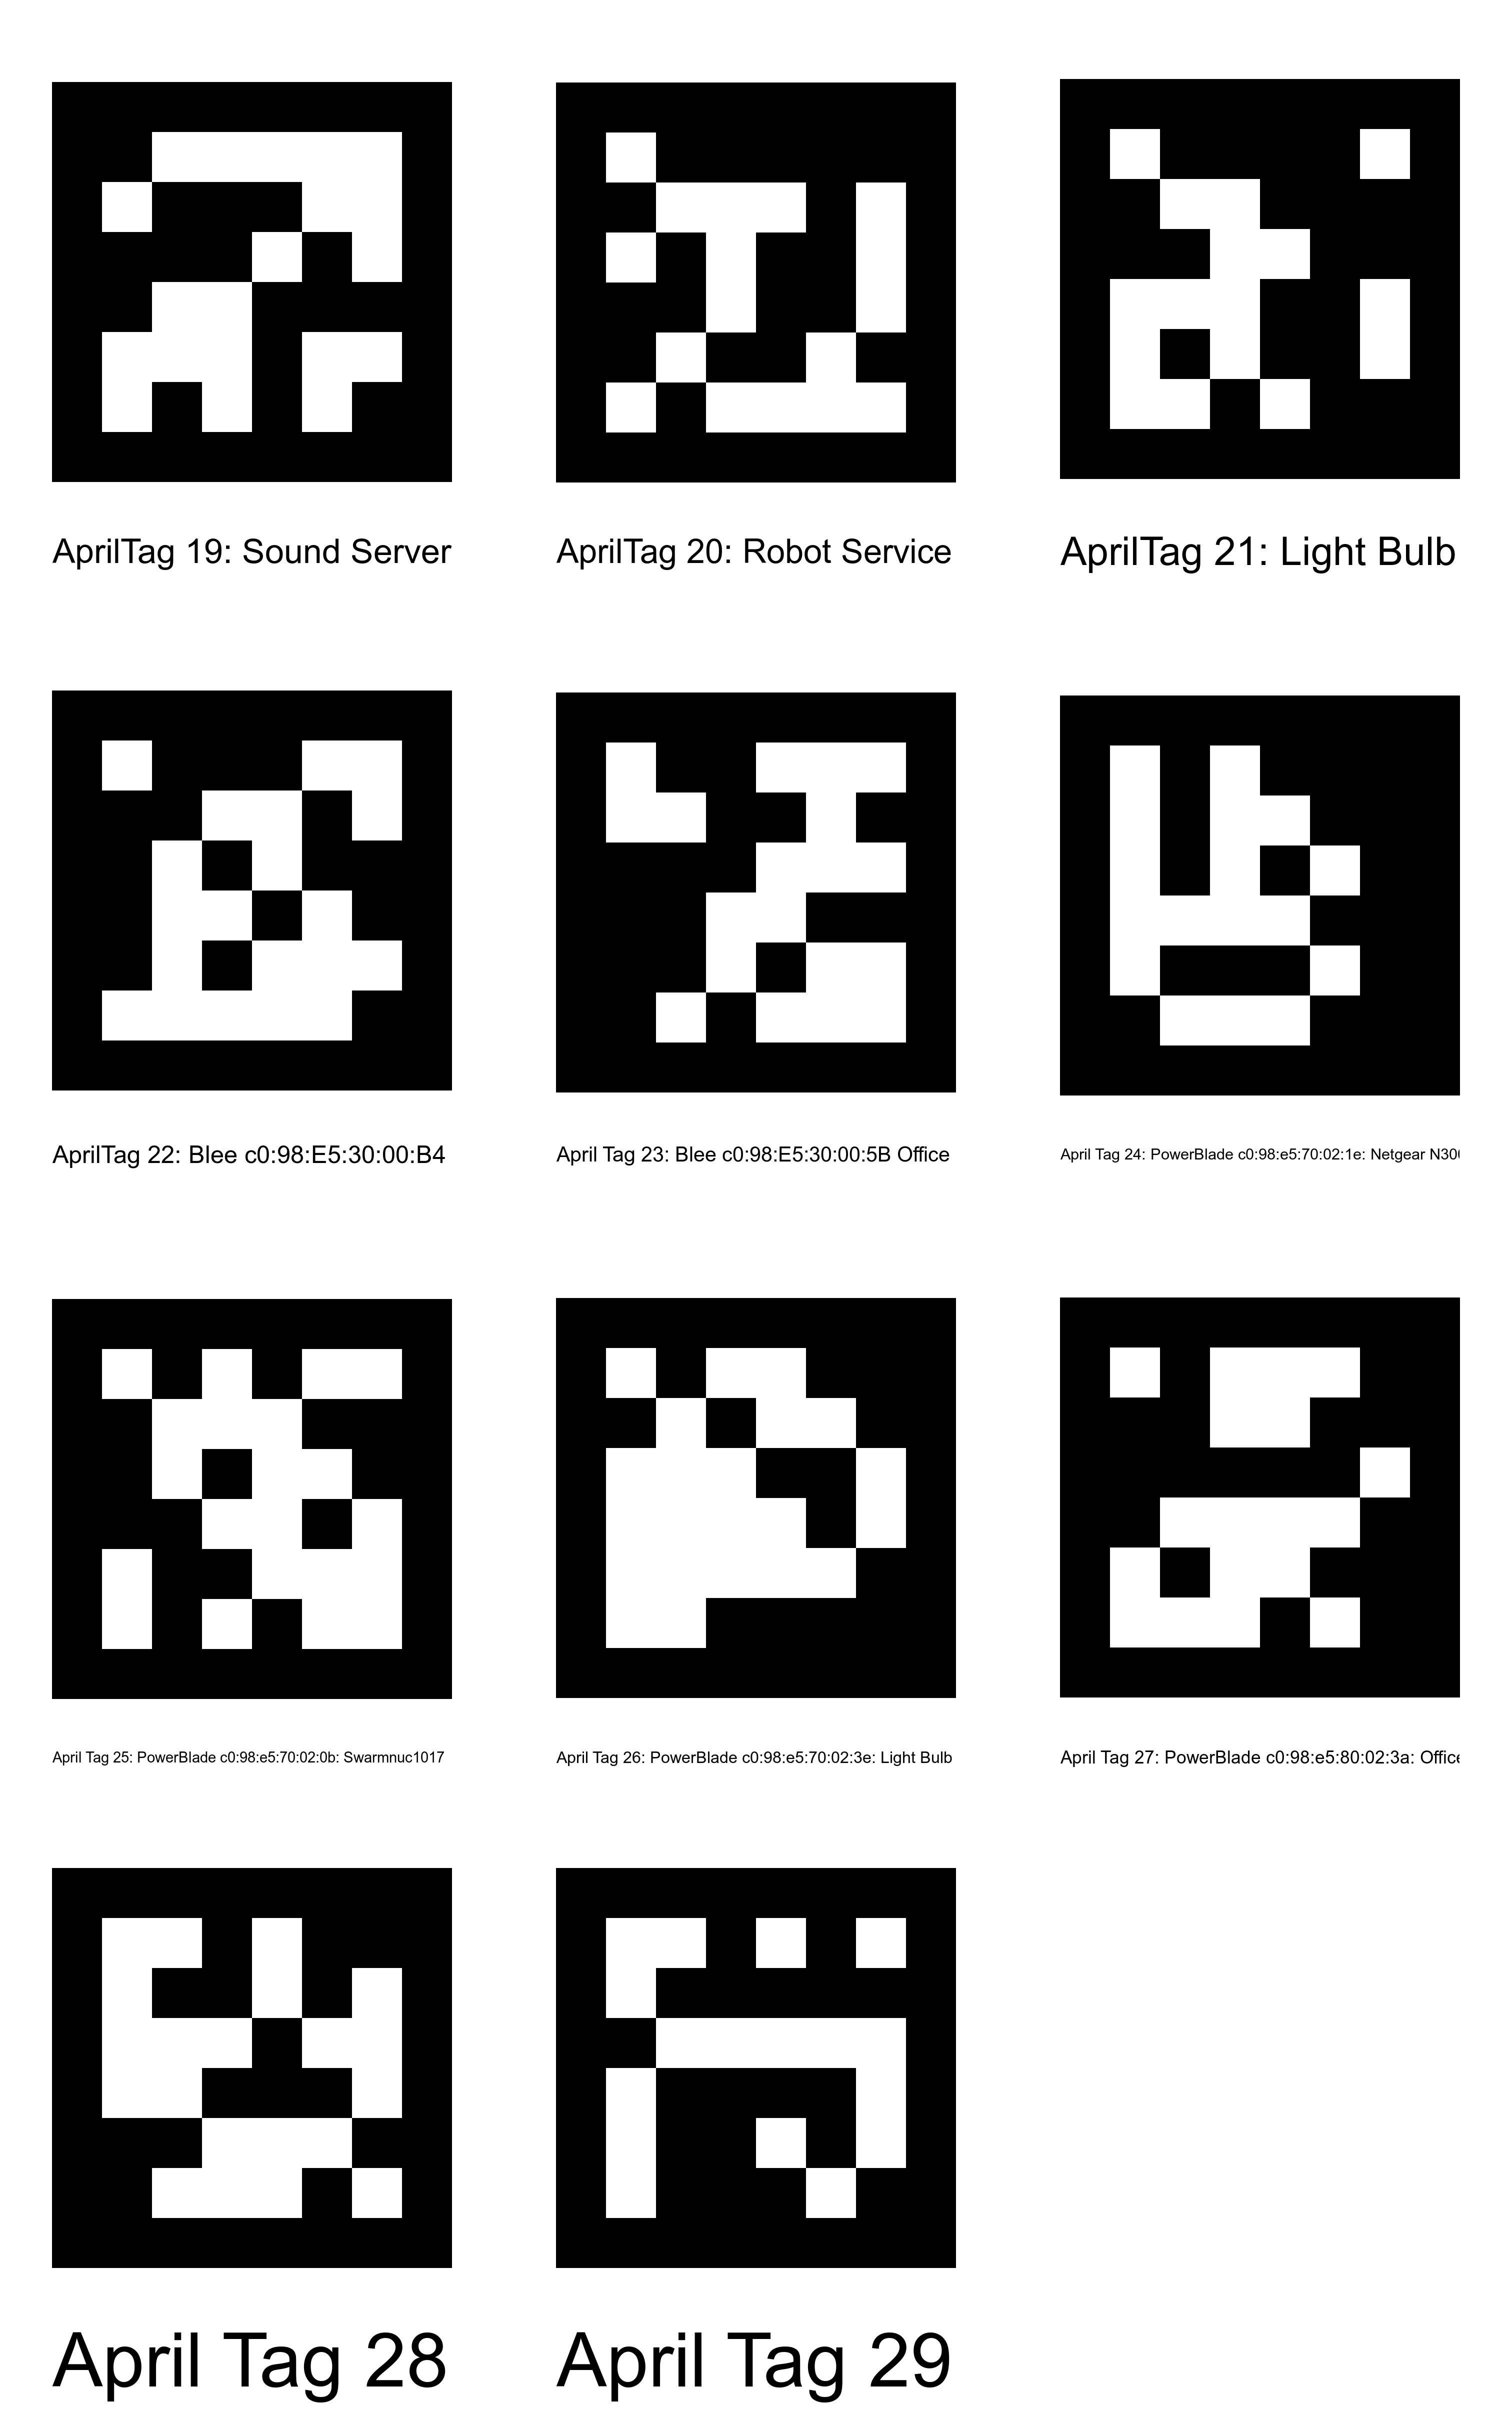 AprilTag 19: Sound Server
AprilTag 20: Robot Service
AprilTag 21: Light Bulb
AprilTag 22: Blee c0:98:E5:30:00:B4
April Tag 23: Blee c0:98:E5:30:00:5B Office
April Tag 24: PowerBlade c0:98:e5:70:02:1e: Netgear
April Tag 25: PowerBlade c0:98:e5:70:02:0b: Swarmnuc1017
April Tag 26: PowerBlade c0:98:e5:70:02:3e: Light Bulb
April Tag 27: PowerBlade c0:98:e5:80:02:3a: Office
April Tag 28
April Tag 29